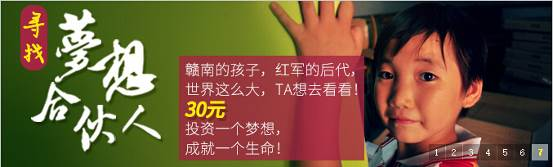 寻找
夢想
合伙人
赣南的孩子，红军的后代，
世界这么大，TA想去看看！
30元
投资一个梦想，
成就一个生命！
1 2 3 4 5 6 7